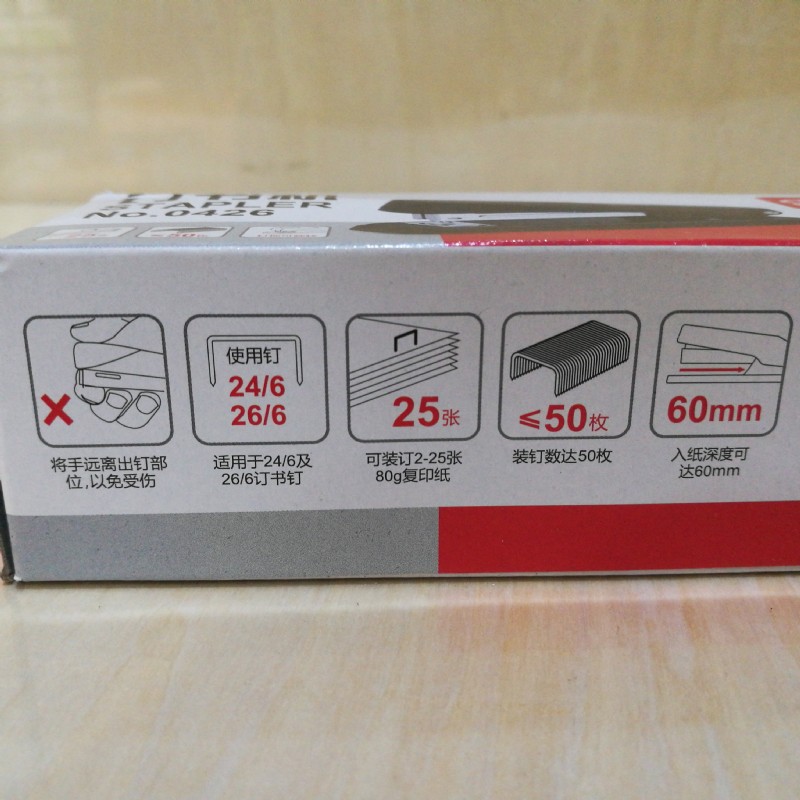 STAPLER
No.0426
使用钉
24/6
26/6
25张
≤50枚
60mm
将手远离出钉部
位,以免受伤
适用于24/6及
26/6订书钉
可装订2-25张
80g复印纸
装钉数达50枚
入纸深度可
达60mm